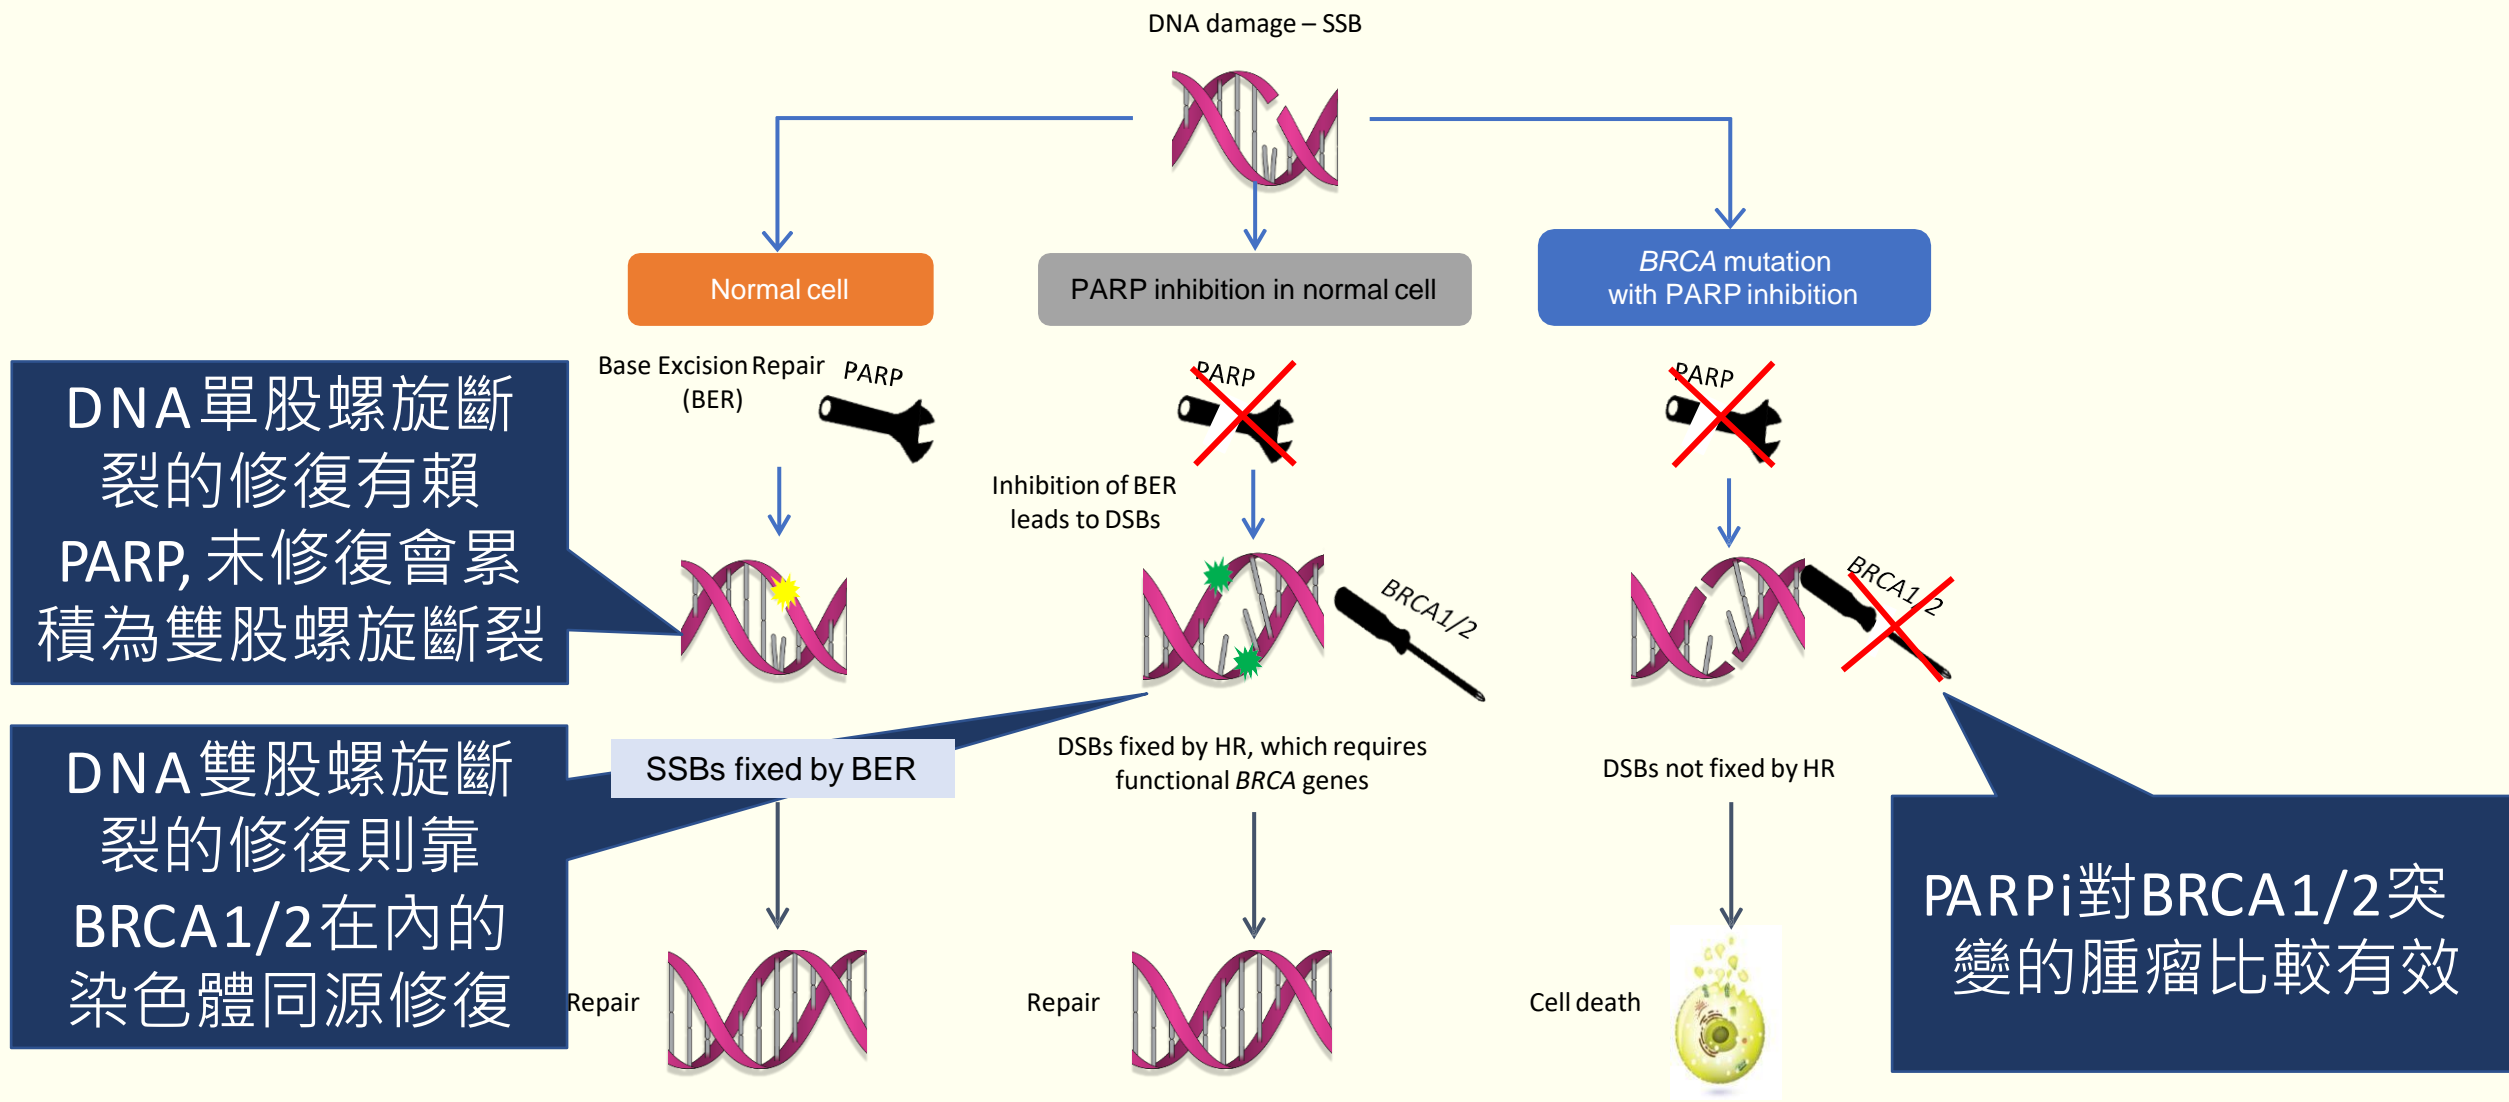 DNA damage – SSB
Normal cell
PARP inhibition in normal cell
BRCA mutation
with PARP inhibition
Base Excision Repair
(BER)
PARP
PARP
PARP
DNA單股螺旋斷
裂的修復有賴
PARP, 未修復會累
積為雙股螺旋斷裂
Inhibition of BER
leads to DSBs
BRCA1/2
BRCA1/2
DNA雙股螺旋斷
裂的修復則靠
BRCA1/2在內的
染色體同源修復
SSBs fixed by BER
DSBs fixed by HR, which requires
functional BRCA genes
DSBs not fixed by HR
PARPi對BRCA1/2突
變的腫瘤比較有效
Repair
Repair
Cell death